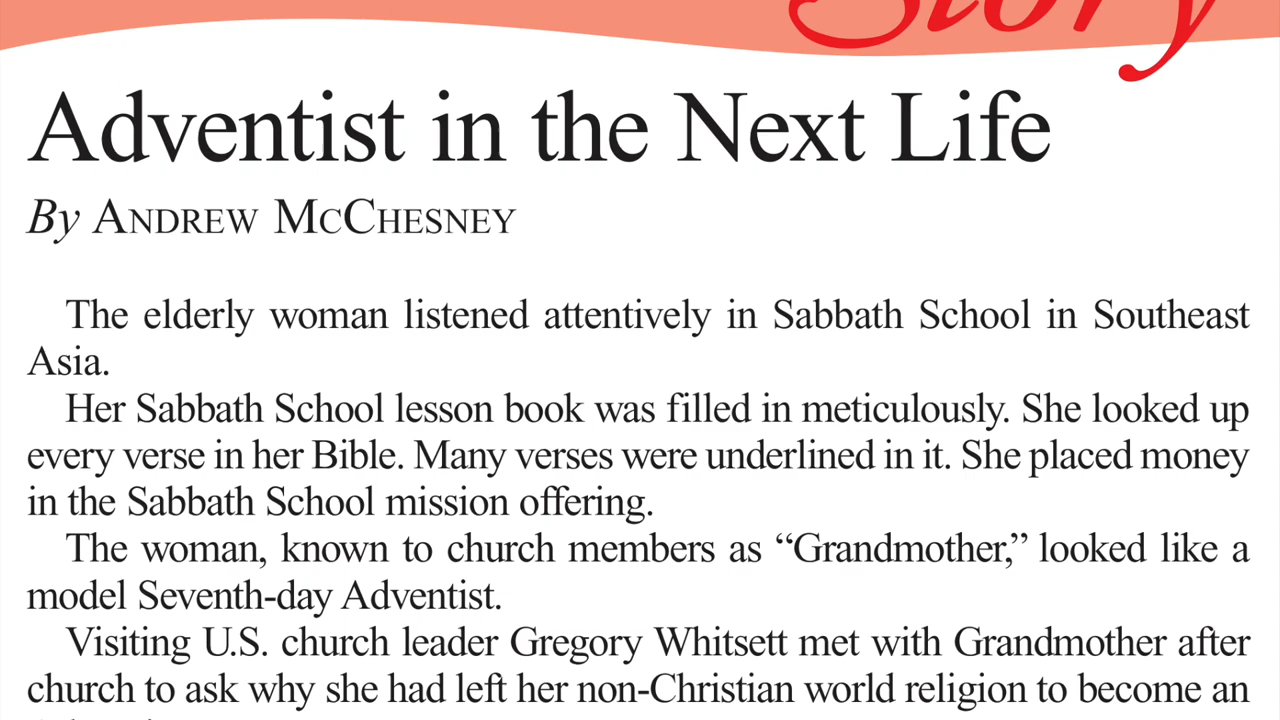 Story
Adventist in the Next Life
By Andrew McChesney
The elderly woman listened attentively in Sabbath School in Southeast
Asia.
Her Sabbath School lesson book was filled in meticulously. She looked up
every verse in her Bible. Many verses were underlined in it. She placed money
in the Sabbath School mission offering.
The woman, known to church members as “Grandmother,” looked like a
model Seventh-day Adventist.
Visiting U.S. church leader Gregory Whitsett met with Grandmother after
church to ask why she had left her non-Christian world religion to become an